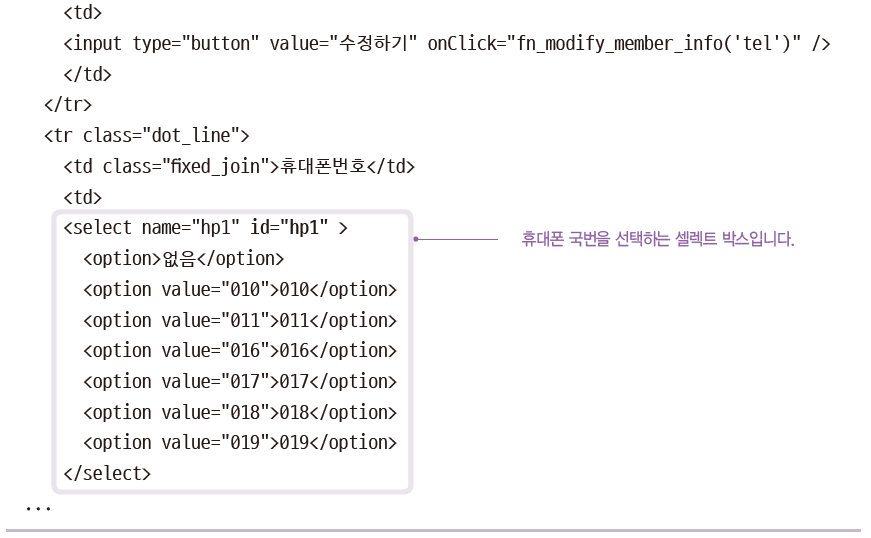 <td>
<input type="button" value="수정하기" onClick="fn_modify_member_info('tel')" />
</td>
</tr>
<tr class="dot_line">
<td class="fixed_join">휴대폰번호</td>
<td>
<select name="hp1" id="hp1" >
휴대폰 국번을 선택하는 셀렉트 박스입니다.
<option>없음</option>
<option value="010">010</option>
<option value="011">011</option>
<option value="016">016</option>
<option value="017">017</option>
<option value="018">018</option>
<option value="019">019</option>
</select>
...